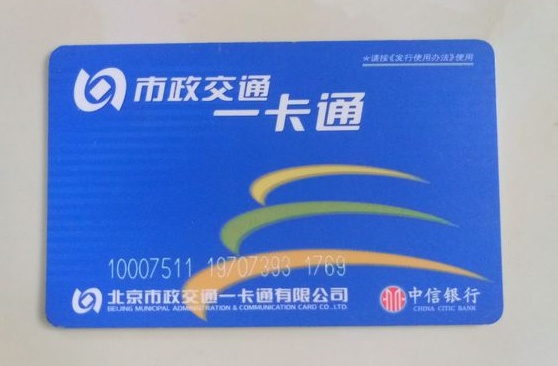 ★请按《发行使用办法》使用
市政交通
一卡通
10007511 19707393 1769
北京市政交通一卡通有限公司
BEIJING MUNICIPAL ADMINISTRATION & COMMUNICATION CARD CO.,LTD.
中信银行
CHINA CITIC BANK